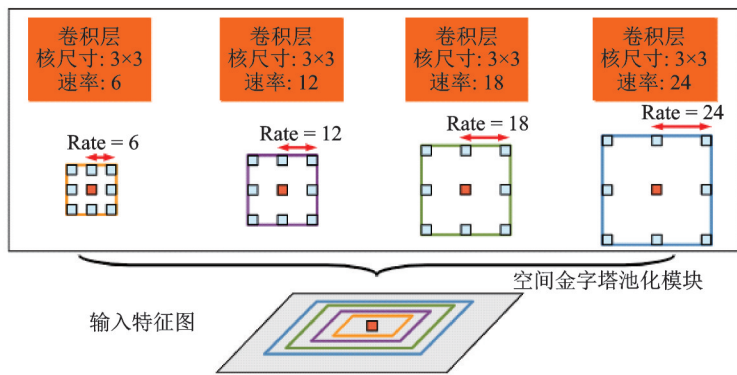 卷积层
核尺寸: 3×3
速率: 6
卷积层
核尺寸: 3×3
速率: 12
卷积层
核尺寸: 3×3
速率: 18
卷积层
核尺寸: 3×3
速率: 24
Rate = 6
Rate = 12
Rate = 18
Rate = 24
空间金字塔池化模块
输入特征图